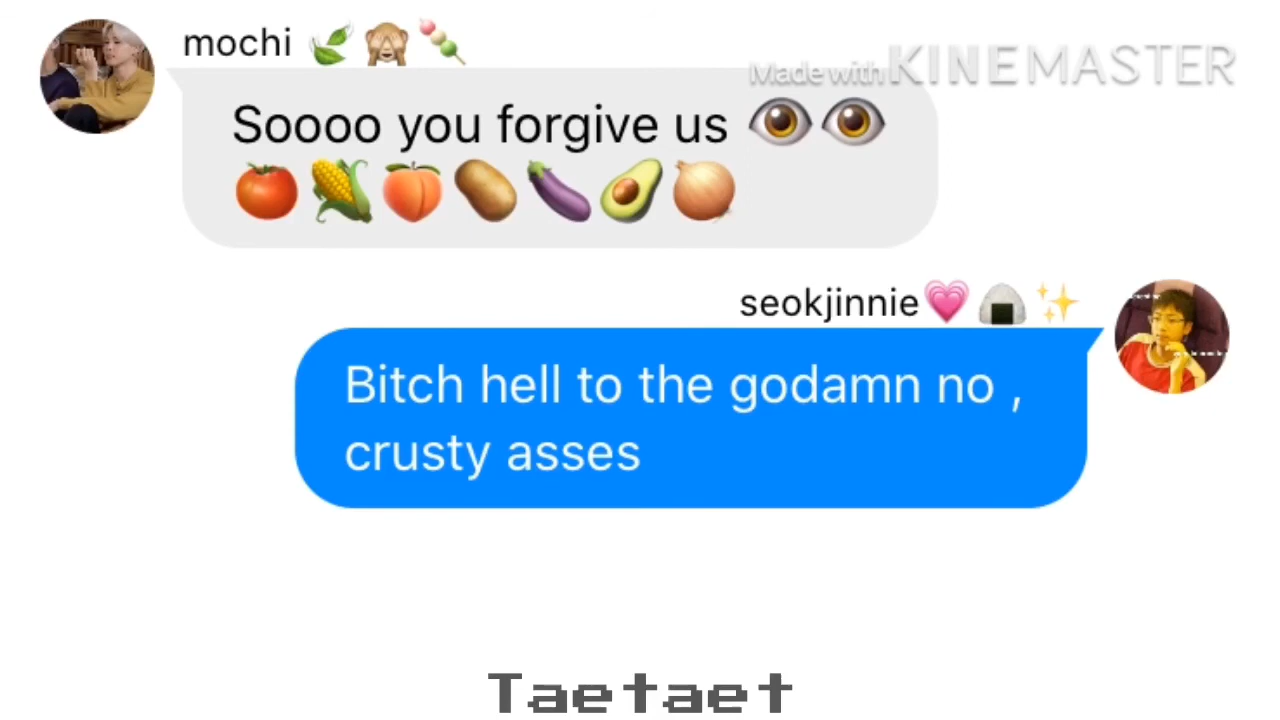 mochi 🍃🙈🍡
Made with KINEMASTER
Soooo you forgive us 👁👁
🍅🌽🍑🥔🍆🥑🧅
seokjinnie💗🍙✨
Bitch hell to the godamn no ,
crusty asses
Taetaet